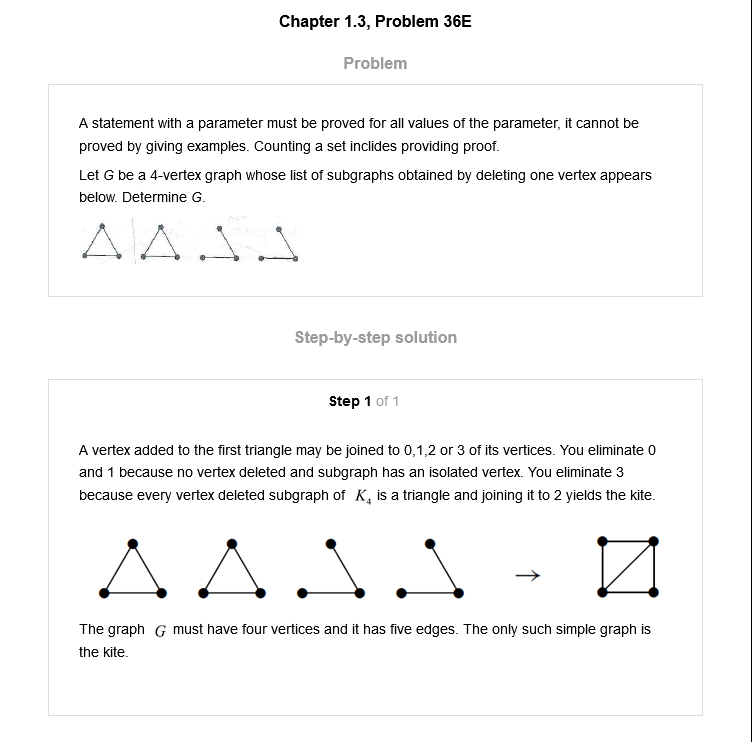 Chapter 1.3, Problem 36E
Problem
A statement with a parameter must be proved for all values of the parameter, it cannot be
proved by giving examples. Counting a set inclides providing proof.
Let G be a 4-vertex graph whose list of subgraphs obtained by deleting one vertex appears
below. Determine G.
Step-by-step solution
Step 1 of 1
A vertex added to the first triangle may be joined to 0,1,2 or 3 of its vertices. You eliminate 0
and 1 because no vertex deleted and subgraph has an isolated vertex. You eliminate 3
because every vertex deleted subgraph of K₄ is a triangle and joining it to 2 yields the kite.
The graph G must have four vertices and it has five edges. The only such simple graph is
the kite.